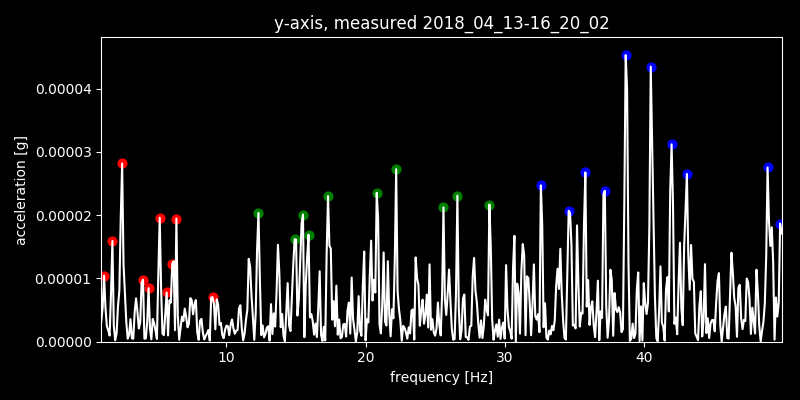 y-axis, measured 2018_04_13-16_20_02
0.00004
0.00003
0.00002
0.00001
0.00000
acceleration [g]
10 20 30 40
frequency [Hz]